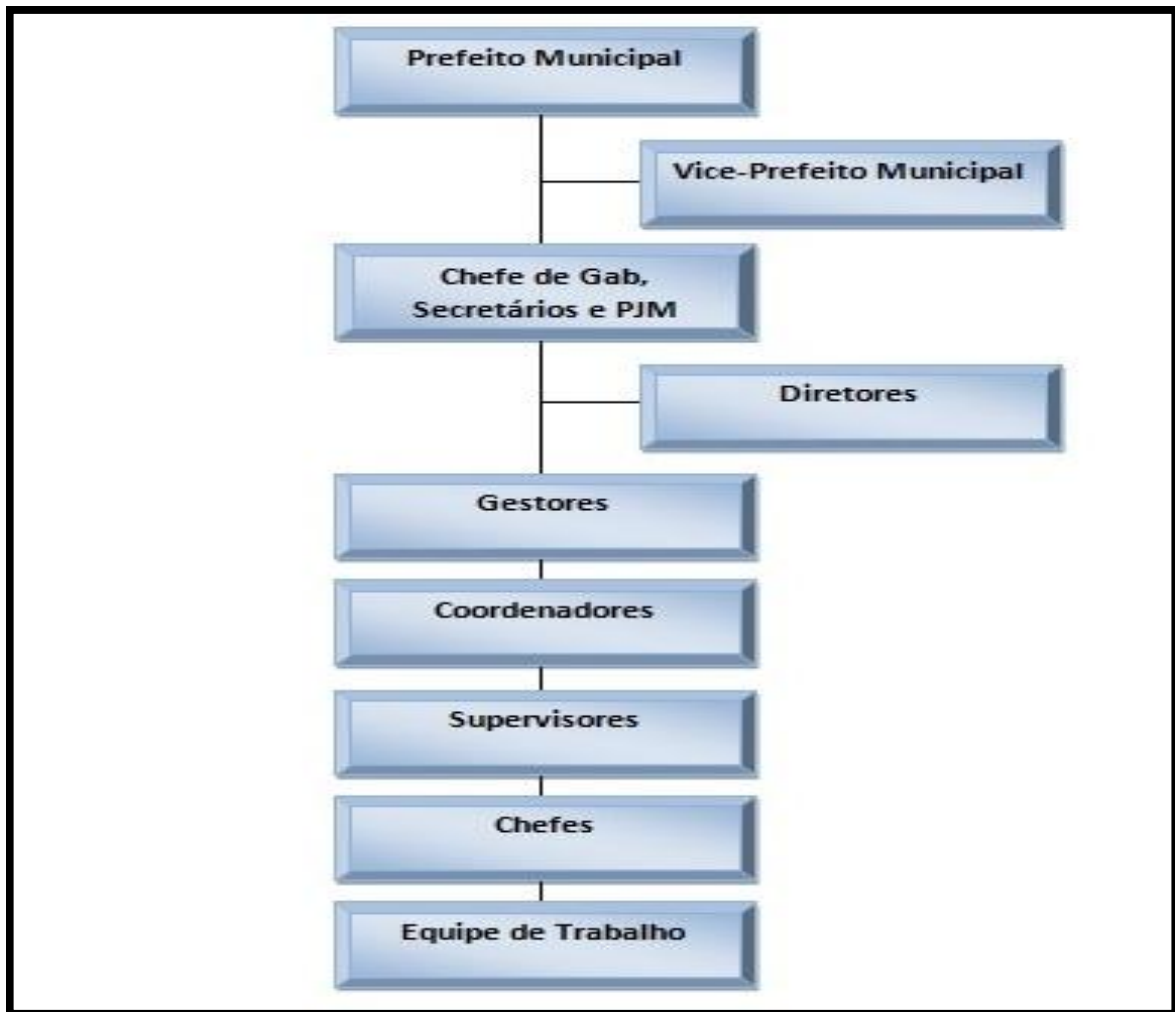 Prefeito Municipal
Vice-Prefeito Municipal
Chefe de Gab,
Secretários e PJM
Diretores
Gestores
Coordenadores
Supervisores
Chefes
Equipe de Trabalho